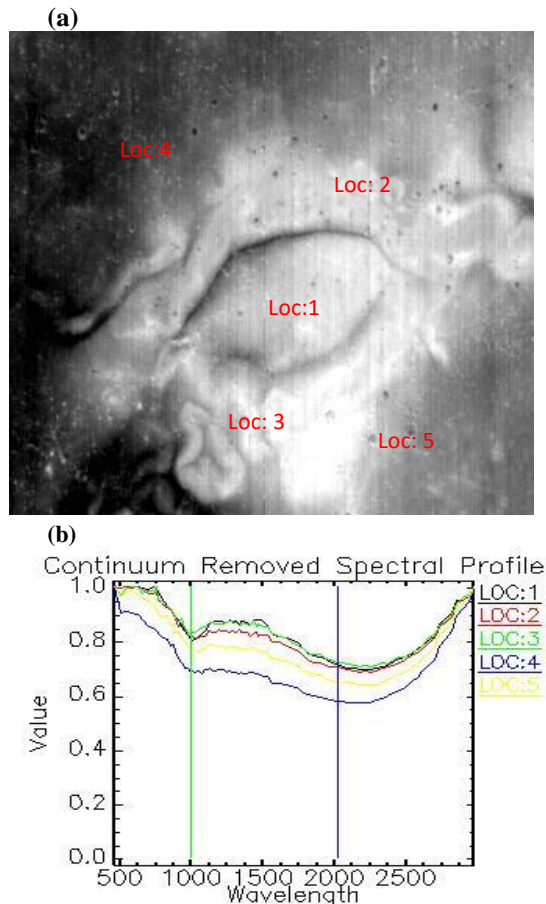 (a)
Loc:4
Loc: 2
Loc:1
Loc: 3
Loc: 5
(b)
Continuum Removed Spectral Profile
1.0
0.8
0.6
0.4
0.2
0.0
Value
500 1000 1500 2000 2500
Wavelength
LOC:1
LOC:2
LOC:3
LOC:4
LOC:5